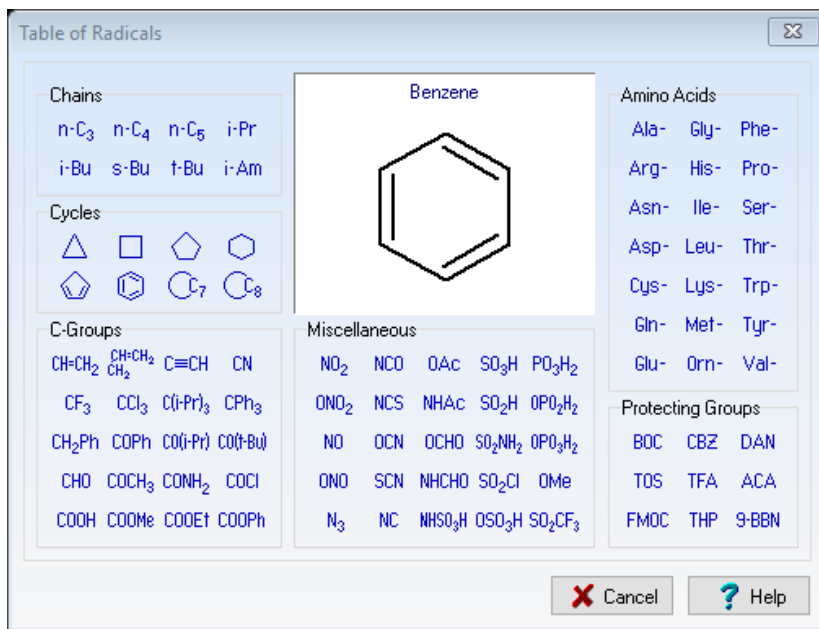 Table of Radicals
Chains
n-C₃ n-C₄ n-C₅ i-Pr
i-Bu s-Bu t-Bu i-Am
Cycles
C₇ C₈
C-Groups
CH=CH₂ CH=CH₂ CH₂ C≡CH CN
CF₃ CCl₃ C(i-Pr)₃ CPh₃
CH₂Ph COPh CO(i-Pr) CO(t-Bu)
CHO COCH₃ CONH₂ COCl
COOH COOMe COOEt COOPh
Benzene
Miscellaneous
NO₂ NCO OAc SO₃H PO₃H₂
ONO₂ NCS NHAc SO₂H OPO₂H₂
NO OCN OCHO SO₂NH₂ OPO₃H₂
ONO SCN NHCHO SO₂Cl OMe
N₃ NC NHSO₃H OSO₃H SO₂CF₃
Amino Acids
Ala- Gly- Phe-
Arg- His- Pro-
Asn- Ile- Ser-
Asp- Leu- Thr-
Cys- Lys- Trp-
Gln- Met- Tyr-
Glu- Orn- Val-
Protecting Groups
BOC CBZ DAN
TOS TFA ACA
FMOC THP 9-BBN
Cancel
? Help